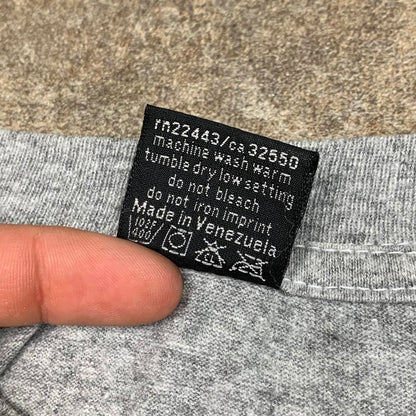 rn22443/ca32550
machine wash warm
tumble dry low setting
do not bleach
do not iron imprint
Made in Venezuela